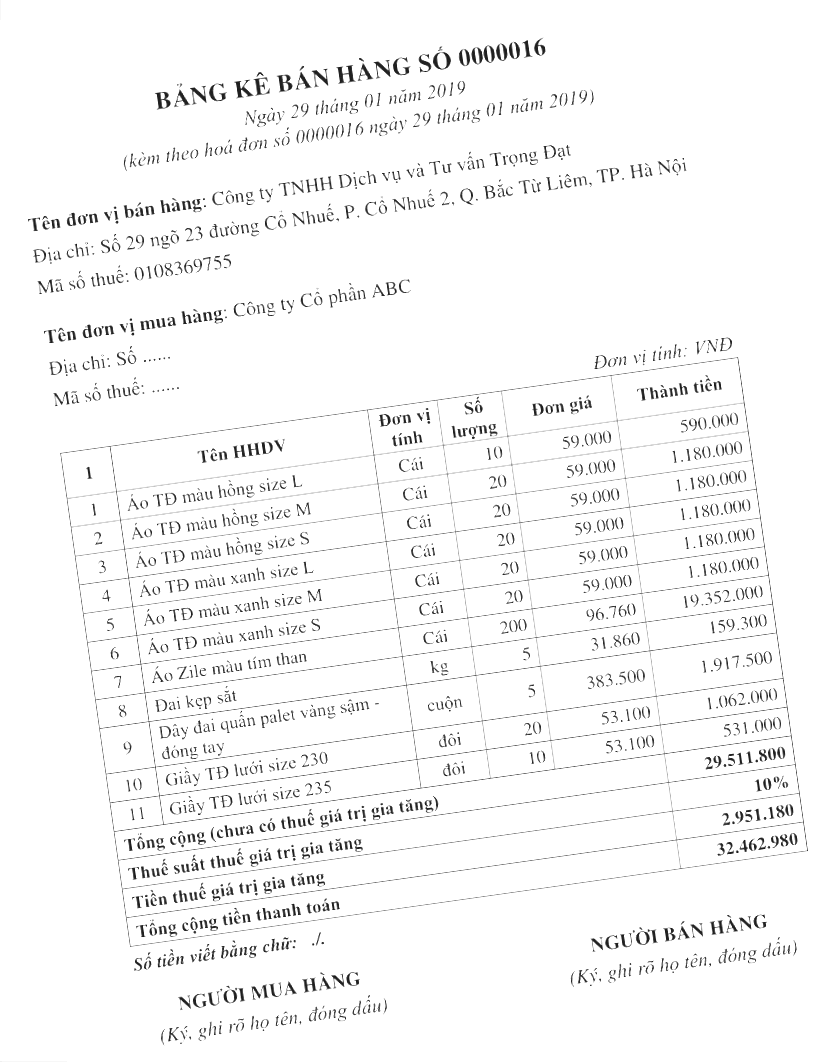 BẢNG KÊ BÁN HÀNG SỐ 0000016
Ngày 29 tháng 01 năm 2019
(kèm theo hoá đơn số 0000016 ngày 29 tháng 01 năm 2019)
Tên đơn vị bán hàng: Công ty TNHH Dịch vụ và Tư vấn Trọng Đạt
Địa chỉ: Số 29 ngõ 23 đường Cổ Nhuế, P. Cổ Nhuế 2, Q. Bắc Từ Liêm, TP. Hà Nội
Mã số thuế: 0108369755
Tên đơn vị mua hàng: Công ty Cổ phần ABC
Địa chỉ: Số ......
Mã số thuế: ......
Đơn vị tính: VNĐ
1 Tên HHDV Đơn vị tính Số lượng Đơn giá Thành tiền
1 Áo TĐ màu hồng size L Cái 10 59.000 590.000
2 Áo TĐ màu hồng size M Cái 20 59.000 1.180.000
3 Áo TĐ màu hồng size S Cái 20 59.000 1.180.000
4 Áo TĐ màu xanh size L Cái 20 59.000 1.180.000
5 Áo TĐ màu xanh size M Cái 20 59.000 1.180.000
6 Áo TĐ màu xanh size S Cái 20 59.000 1.180.000
7 Áo Zile màu tím than Cái 200 96.760 19.352.000
8 Đai kẹp sắt kg 5 31.860 159.300
9 Dây đai quấn palet vàng sậm - đóng tay cuộn 5 383.500 1.917.500
10 Giầy TĐ lưới size 230 đôi 20 53.100 1.062.000
11 Giầy TĐ lưới size 235 đôi 10 53.100 531.000
Tổng cộng (chưa có thuế giá trị gia tăng) 29.511.800
Thuế suất thuế giá trị gia tăng 10%
Tiền thuế giá trị gia tăng 2.951.180
Tổng cộng tiền thanh toán 32.462.980
Số tiền viết bằng chữ: ./.
NGƯỜI MUA HÀNG NGƯỜI BÁN HÀNG
(Ký, ghi rõ họ tên, đóng dấu) (Ký, ghi rõ họ tên, đóng dấu)